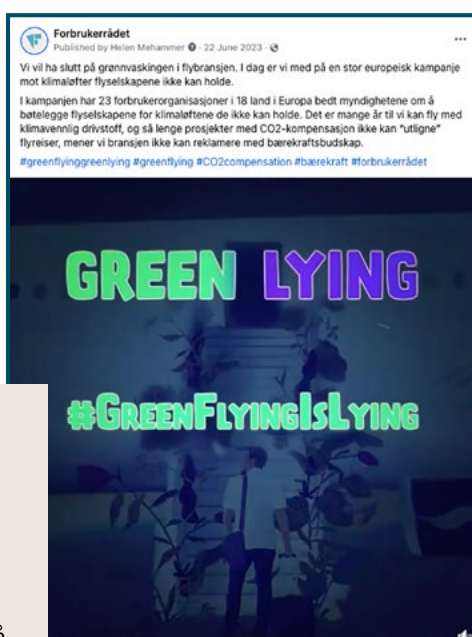 Forbrukerrådet
Published by Helen Mehammer · 22 June 2023 ·
Vi vil ha slutt på grønnvaskingen i flybransjen. I dag er vi med på en stor europeisk kampanje
mot klimaløfter flyselskapene ikke kan holde.
I kampanjen har 23 forbrukerorganisasjoner i 18 land i Europa bedt myndighetene om å
bøtelegge flyselskapene for klimaløftene de ikke kan holde. Det er mange år til vi kan fly med
klimavennlig drivstoff, og så lenge prosjekter med CO2-kompensasjon ikke kan "utligne"
flyreiser, mener vi bransjen ikke kan reklamere med bærekraftsbudskap.
#greenflyinggreenlying #greenflying #CO2compensation #bærekraft #forbrukerrådet
GREEN LYING
#GREENFLYINGISLYING
å